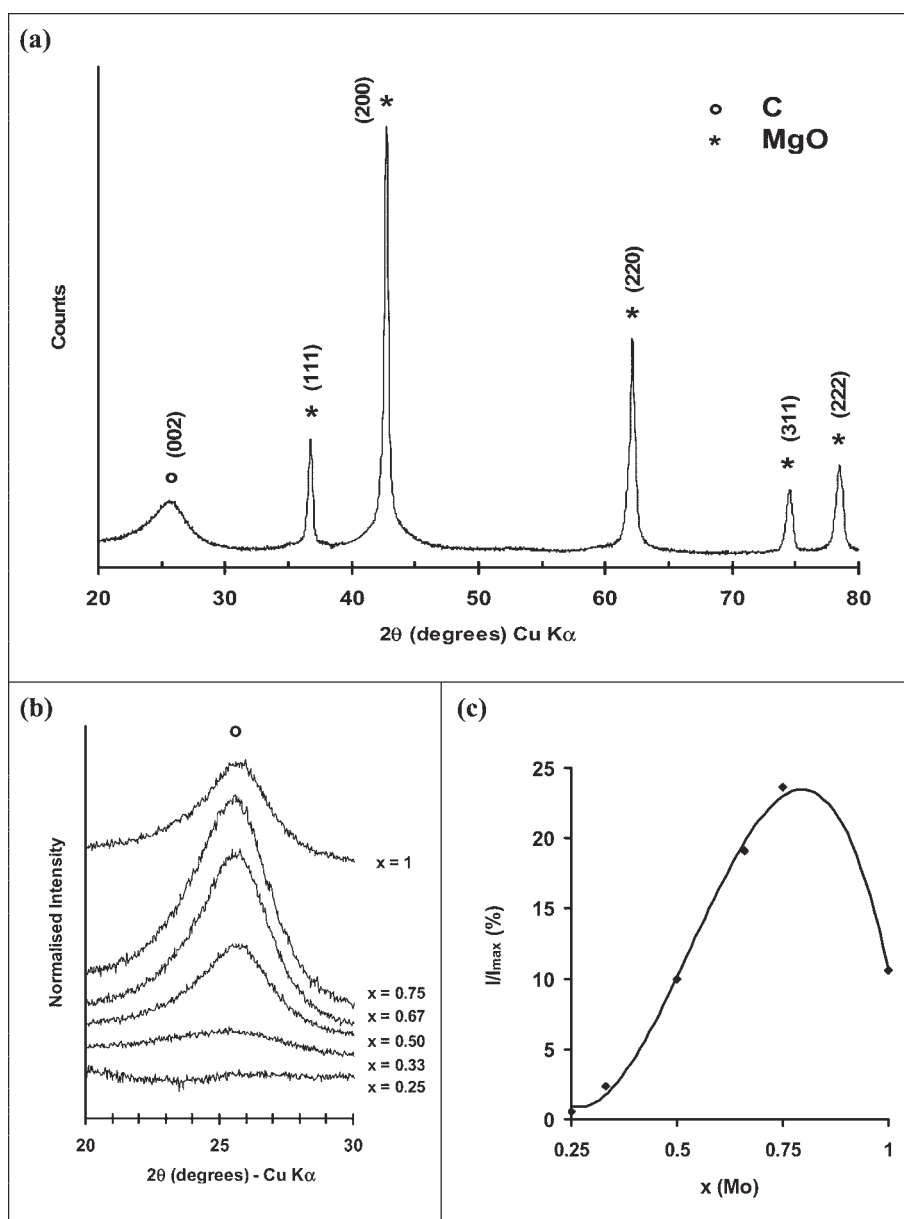 (a)
(200)
*
o C
* MgO
(220)
*
(111)
*
(002)
o
(311)
*
(222)
*
Counts
20 30 40 50 60 70 80
2θ (degrees) Cu Kα
(b)
o
Normalised Intensity
x = 1
x = 0.75
x = 0.67
x = 0.50
x = 0.33
x = 0.25
20 25 30
2θ (degrees) - Cu Kα
(c)
I/Imax (%)
25
20
15
10
5
0
0.25 0.5 0.75 1
x (Mo)